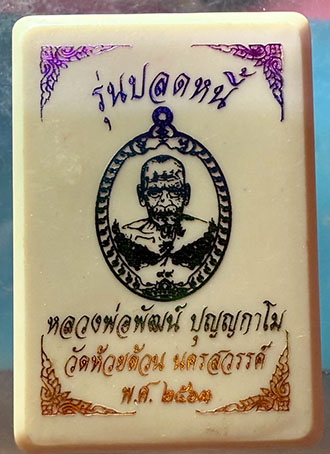 รุ่นปลดหนี้
๙๙
หลวงพ่อพัฒน์ ปุญญกาโม
วัดห้วยด้วน นครสวรรค์
พ.ศ. ๒๕๖๓